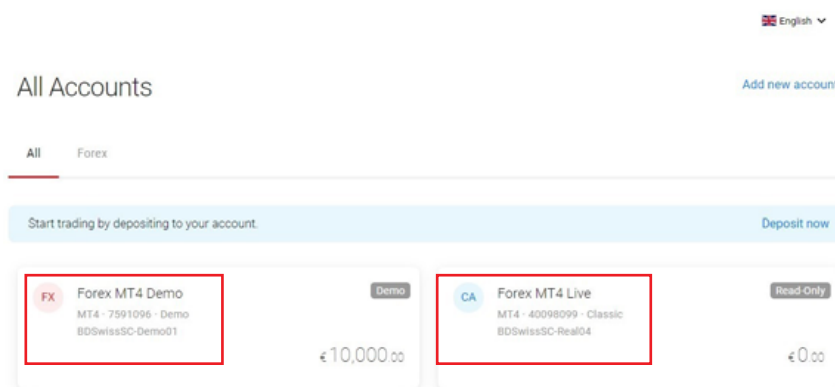 English
All Accounts
Add new account
All Forex
Start trading by depositing to your account. Deposit now
FX Forex MT4 Demo Demo
MT4 · 7591096 · Demo
BDSwissSC-Demo01
€10,000.00
CA Forex MT4 Live Read-Only
MT4 · 40098099 · Classic
BDSwissSC-Real04
€0.00